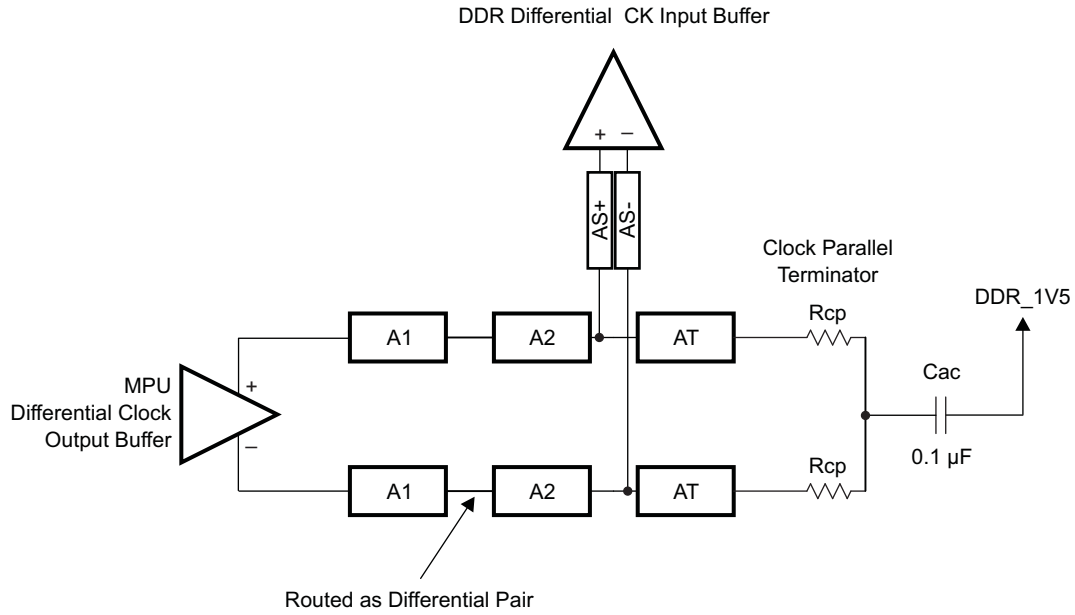 DDR Differential CK Input Buffer
+ −
AS+
AS-
Clock Parallel
Terminator
DDR_1V5
Rcp
A1
A2
AT
Cac
MPU
Differential Clock
Output Buffer
+
−
0.1 µF
Rcp
A1
A2
AT
Routed as Differential Pair